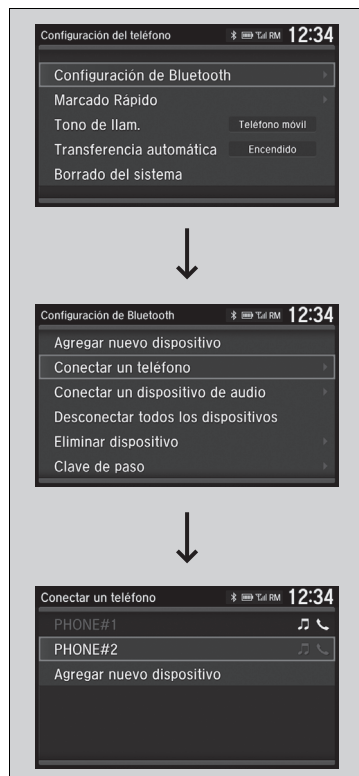 Configuración del teléfono RM 12:34
Configuración de Bluetooth
Marcado Rápido
Tono de llam. Teléfono móvil
Transferencia automática Encendido
Borrado del sistema
Configuración de Bluetooth RM 12:34
Agregar nuevo dispositivo
Conectar un teléfono
Conectar un dispositivo de audio
Desconectar todos los dispositivos
Eliminar dispositivo
Clave de paso
Conectar un teléfono RM 12:34
PHONE#1
PHONE#2
Agregar nuevo dispositivo